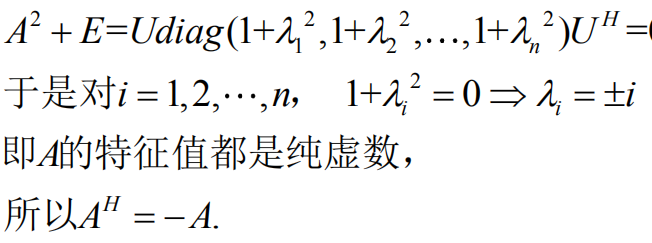 A² + E=Udiag(1+λ₁²,1+λ₂²,…,1+λₙ²)Uᴴ=
于是对i = 1,2,⋯,n， 1+λᵢ² = 0 ⇒ λᵢ = ±i
即A的特征值都是纯虚数，
所以Aᴴ = −A.